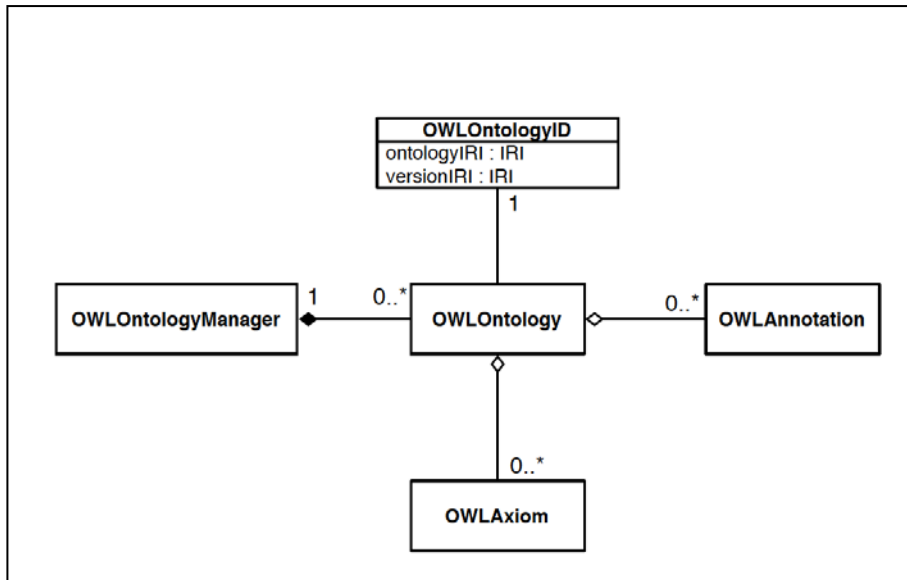 OWLOntologyID
ontologyIRI : IRI
versionIRI : IRI
1
1
0..*
0..*
OWLOntologyManager
OWLOntology
OWLAnnotation
0..*
OWLAxiom